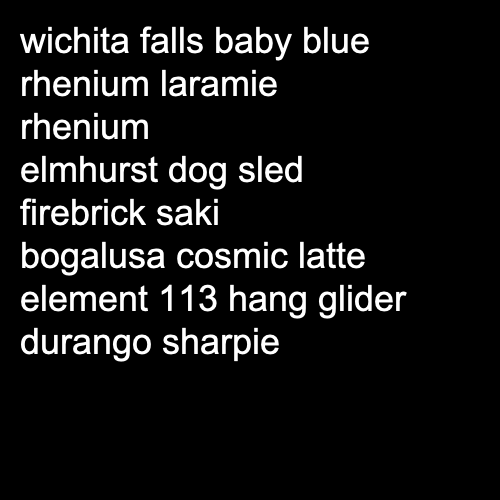 wichita falls baby blue
rhenium laramie
rhenium
elmhurst dog sled
firebrick saki
bogalusa cosmic latte
element 113 hang glider
durango sharpie